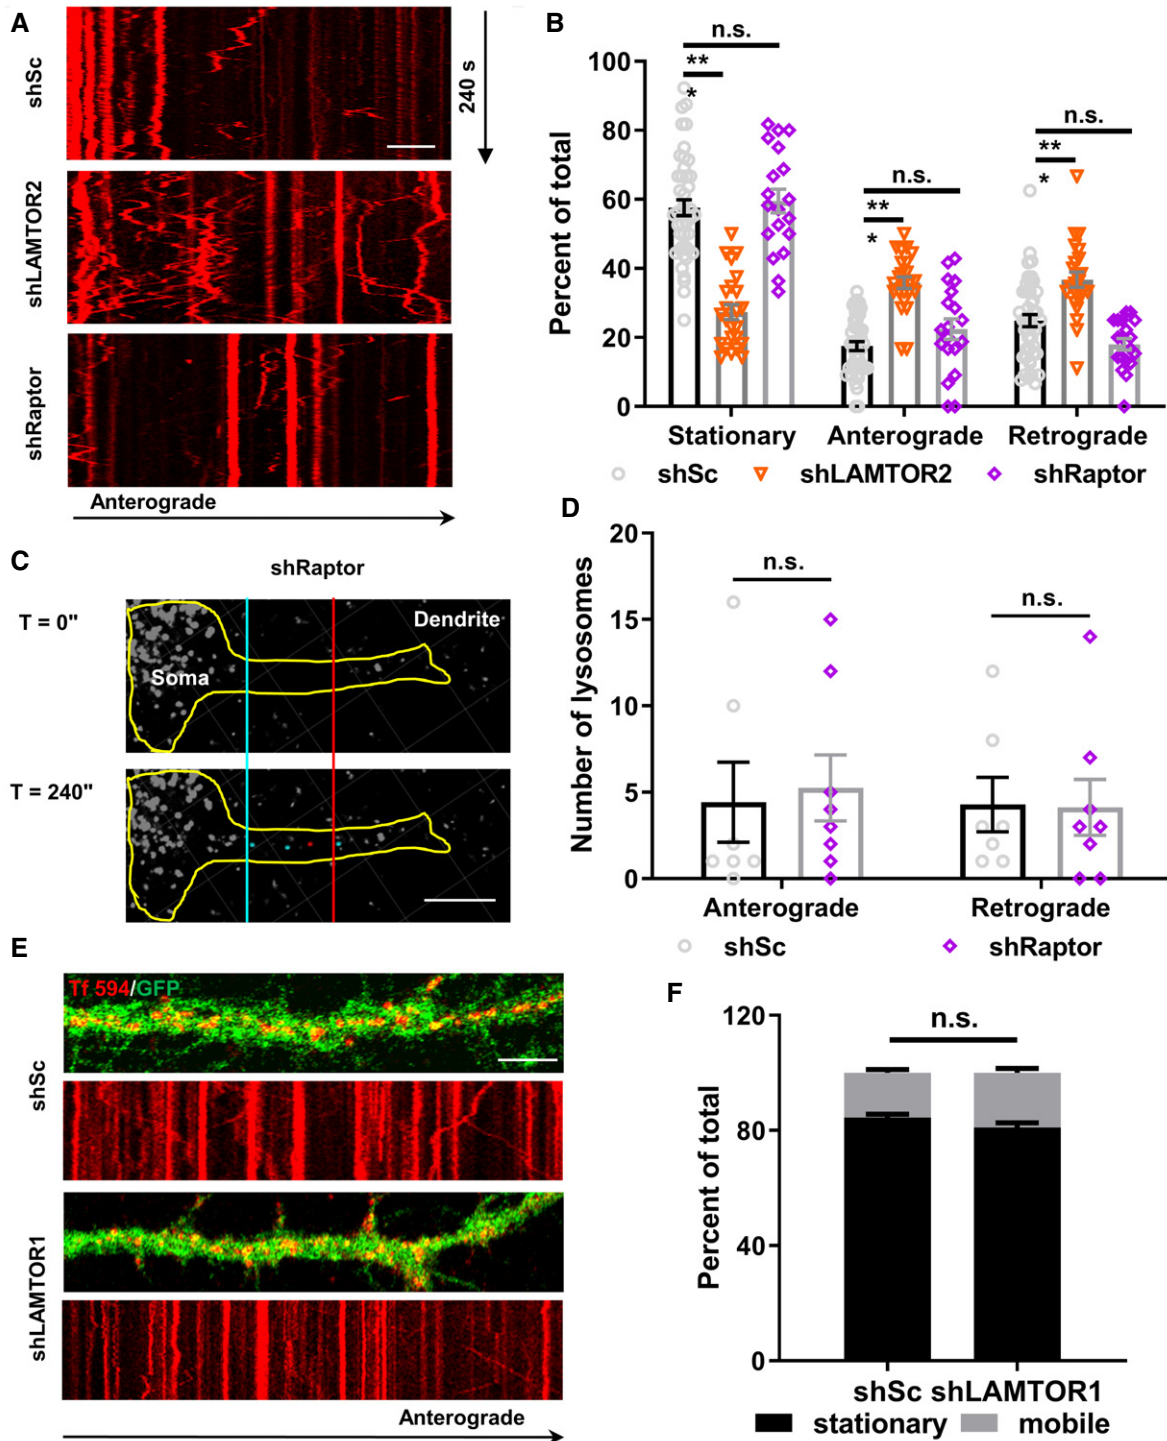 A
shSc
shLAMTOR2
shRaptor
240 s
Anterograde
B
Percent of total
100
80
60
40
20
0
n.s.
**
*
n.s.
**
*
n.s.
**
*
Stationary Anterograde Retrograde
shSc shLAMTOR2 shRaptor
C
shRaptor
T = 0"
Dendrite
Soma
T = 240"
D
Number of lysosomes
20
15
10
5
0
n.s.
n.s.
Anterograde Retrograde
shSc shRaptor
E
Tf 594/GFP
shSc
shLAMTOR1
Anterograde
F
Percent of total
120
80
40
0
n.s.
shSc shLAMTOR1
stationary mobile